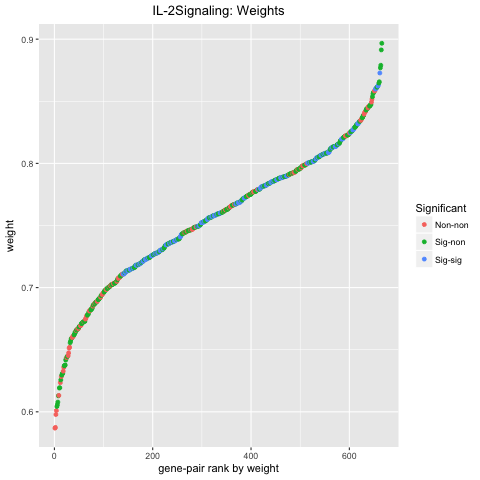 IL-2Signaling: Weights
0.9
0.8
0.7
0.6
weight
0
200
400
600
gene-pair rank by weight
Significant
Non-non
Sig-non
Sig-sig